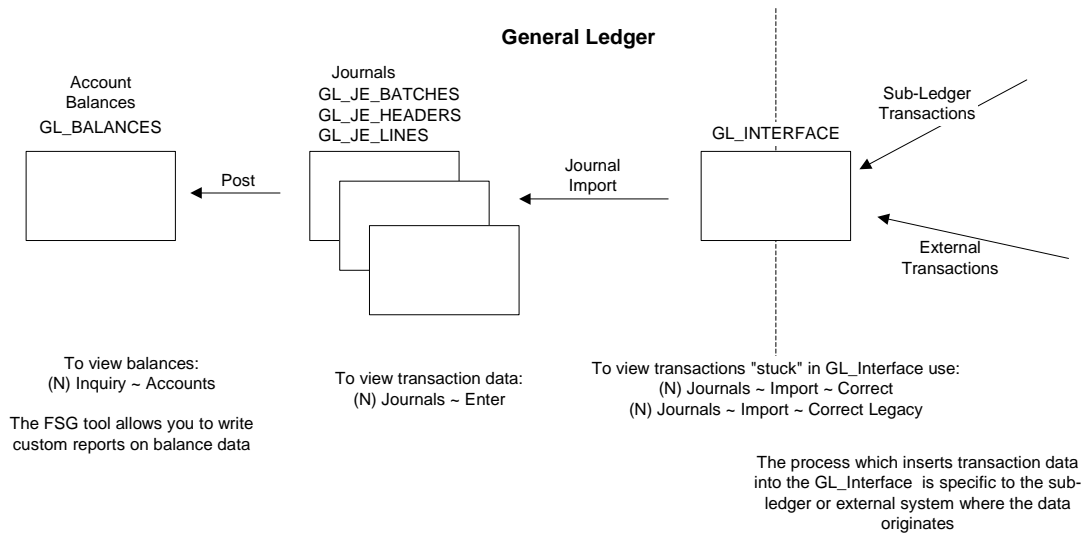 General Ledger
Account
Balances
GL_BALANCES
Journals
GL_JE_BATCHES
GL_JE_HEADERS
GL_JE_LINES
GL_INTERFACE
Sub-Ledger
Transactions
Post
Journal
Import
External
Transactions
To view balances:
(N) Inquiry ~ Accounts
The FSG tool allows you to write
custom reports on balance data
To view transaction data:
(N) Journals ~ Enter
To view transactions "stuck" in GL_Interface use:
(N) Journals ~ Import ~ Correct
(N) Journals ~ Import ~ Correct Legacy
The process which inserts transaction data
into the GL_Interface is specific to the sub-
ledger or external system where the data
originates